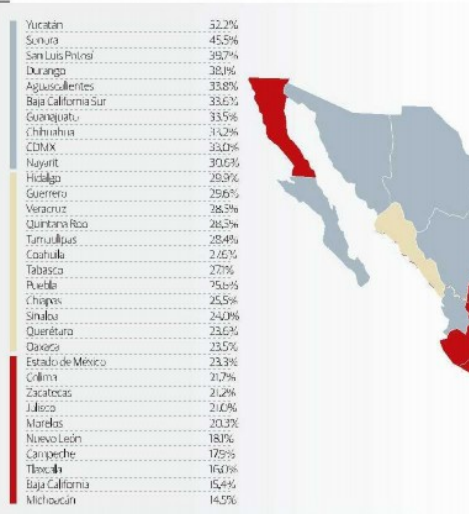 Yucatán 52.2%
Sonora 45.5%
San Luis Potosí 39.7%
Durango 38.1%
Aguascalientes 33.8%
Baja California Sur 33.6%
Guanajuato 33.5%
Chihuahua 33.2%
CDMX 33.0%
Nayarit 30.6%
Hidalgo 29.9%
Guerrero 29.6%
Veracruz 28.5%
Quintana Roo 28.5%
Tamaulipas 28.4%
Coahuila 27.6%
Tabasco 27.1%
Puebla 25.6%
Chiapas 25.5%
Sinaloa 24.0%
Querétaro 23.6%
Oaxaca 23.5%
Estado de México 23.3%
Colima 21.7%
Zacatecas 21.2%
Jalisco 21.0%
Morelos 20.3%
Nuevo León 18.1%
Campeche 17.9%
Tlaxcala 16.0%
Baja California 15.4%
Michoacán 14.5%